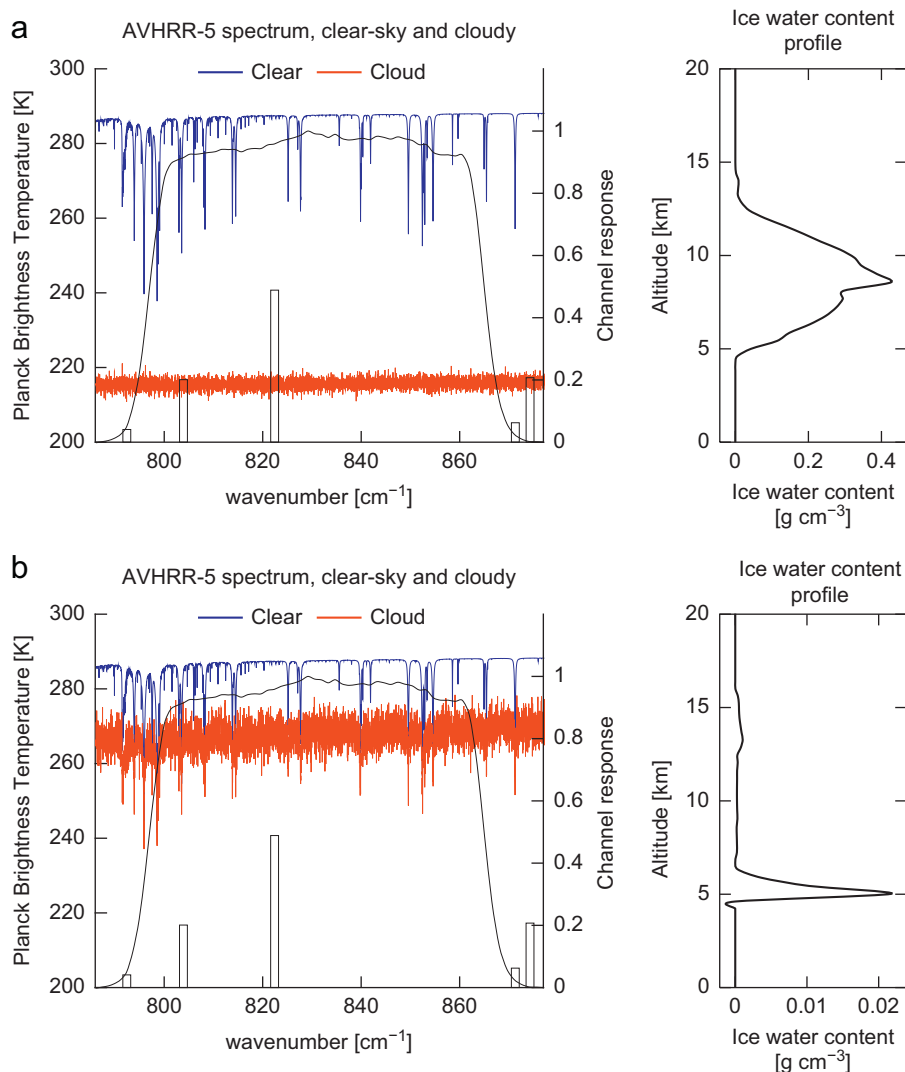 a
AVHRR-5 spectrum, clear-sky and cloudy
Clear Cloud
Planck Brightness Temperature [K]
300
280
260
240
220
200
800 820 840 860
wavenumber [cm⁻¹]
1
0.8
0.6
0.4
0.2
0
Channel response
Ice water content
profile
Altitude [km]
20
15
10
5
0
0 0.2 0.4
Ice water content
[g cm⁻³]
b
AVHRR-5 spectrum, clear-sky and cloudy
Clear Cloud
Planck Brightness Temperature [K]
300
280
260
240
220
200
800 820 840 860
wavenumber [cm⁻¹]
1
0.8
0.6
0.4
0.2
0
Channel response
Ice water content
profile
Altitude [km]
20
15
10
5
0
0 0.01 0.02
Ice water content
[g cm⁻³]